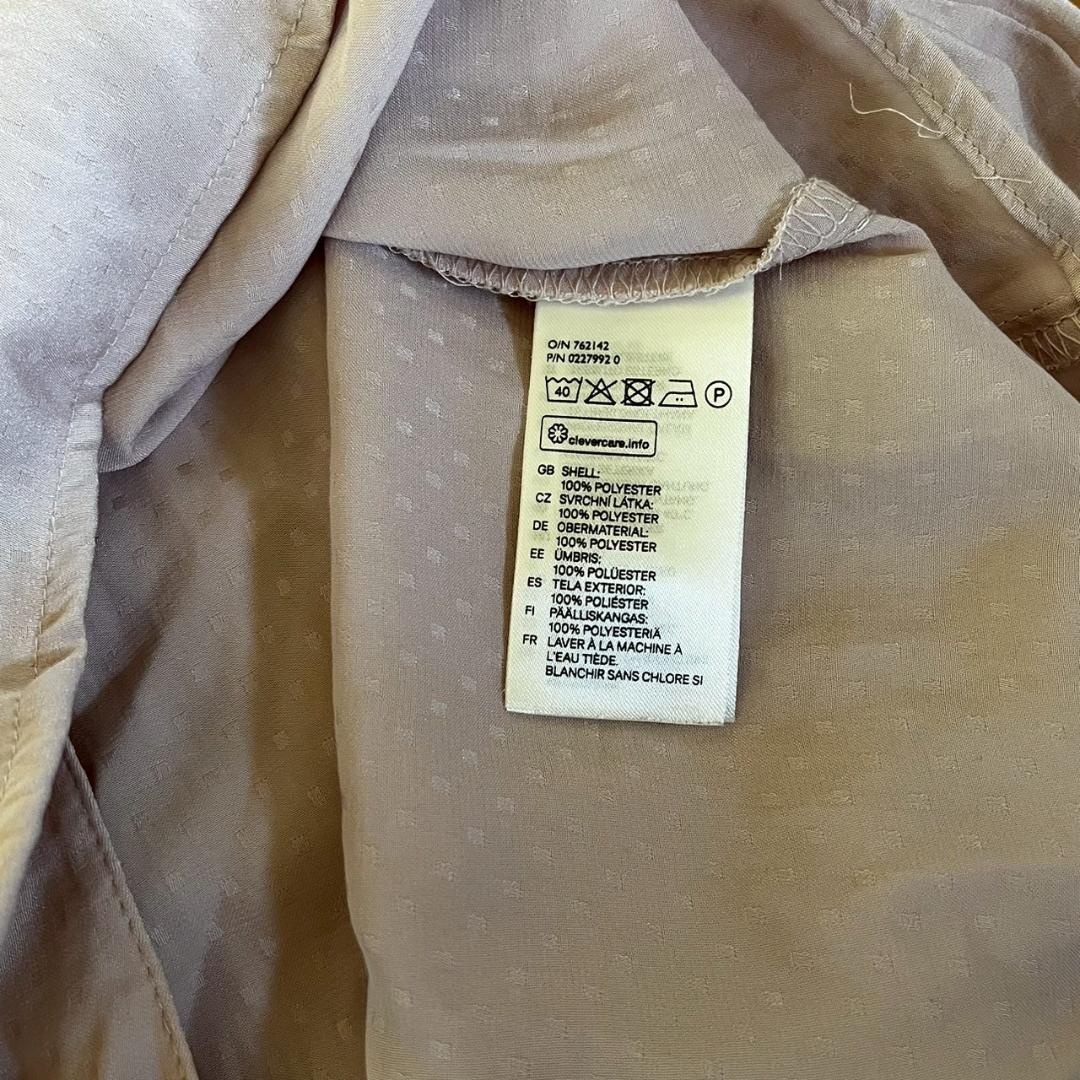 O/N 762142
P/N 0227992 0
40 P
clevercare.info
GB SHELL:
100% POLYESTER
CZ SVRCHNÍ LÁTKA:
100% POLYESTER
DE OBERMATERIAL:
100% POLYESTER
EE ÜMBRIS:
100% POLÜESTER
ES TELA EXTERIOR:
100% POLIÉSTER
FI PÄÄLLISKANGAS:
100% POLYESTERIÄ
FR LAVER À LA MACHINE À
L'EAU TIÈDE.
BLANCHIR SANS CHLORE SI